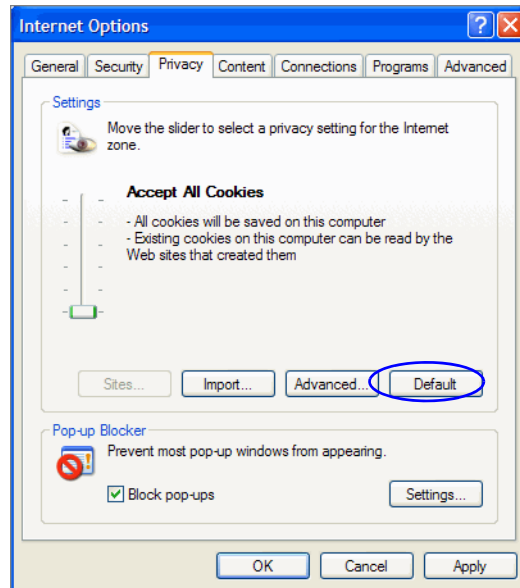 Internet Options
General Security Privacy Content Connections Programs Advanced
Settings
Move the slider to select a privacy setting for the Internet
zone.
Accept All Cookies
- All cookies will be saved on this computer
- Existing cookies on this computer can be read by the
Web sites that created them
Sites... Import... Advanced... Default
Pop-up Blocker
Prevent most pop-up windows from appearing.
Block pop-ups Settings...
OK Cancel Apply